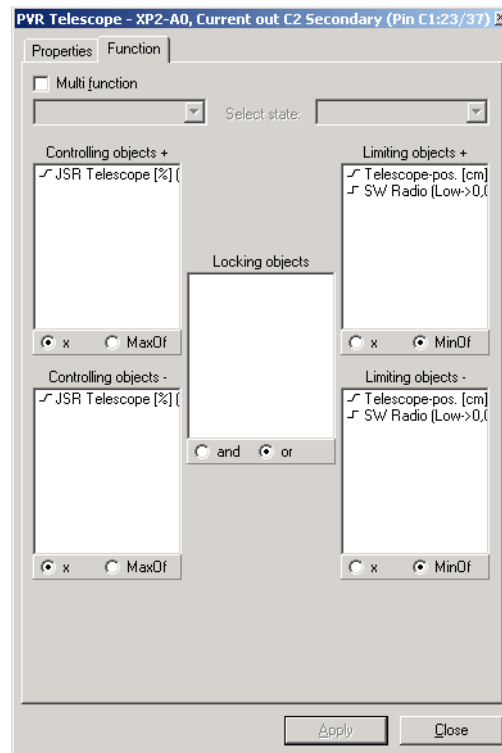 PVR Telescope - XP2-A0, Current out C2 Secondary (Pin C1:23/37)
Properties Function
Multi function
Select state:
Controlling objects +
JSR Telescope [%] (
x MaxOf
Limiting objects +
Telescope-pos. [cm]
SW Radio (Low->0,(
x MinOf
Locking objects
and or
Controlling objects -
JSR Telescope [%] (
x MaxOf
Limiting objects -
Telescope-pos. [cm]
SW Radio (Low->0,(
x MinOf
Apply Close